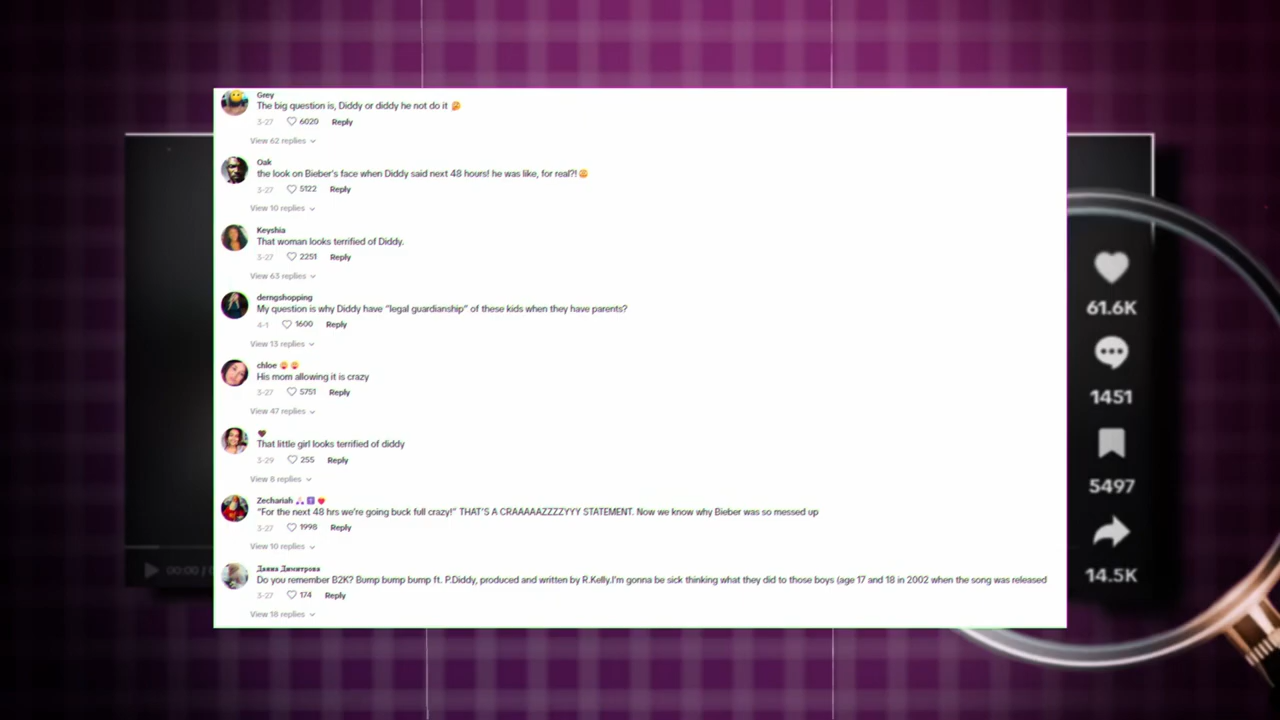 Grey
The big question is, Diddy or diddy he not do it 🤔
3-27 6020 Reply
View 62 replies
Oak
the look on Bieber's face when Diddy said next 48 hours! he was like, for real?! 😳
3-27 5122 Reply
View 10 replies
Keyshia
That woman looks terrified of Diddy.
3-27 2251 Reply
View 63 replies
derngshopping
My question is why Diddy have "legal guardianship" of these kids when they have parents?
4-1 1600 Reply
View 13 replies
chloe
His mom allowing it is crazy
3-27 5751 Reply
View 47 replies
That little girl looks terrified of diddy
3-29 255 Reply
View 8 replies
Zechariah
"For the next 48 hrs we're going buck full crazy!" THAT'S A CRAAAAAZZZZYYY STATEMENT. Now we know why Bieber was so messed up
3-27 1998 Reply
View 10 replies
Димитрова
Do you remember B2K? Bump bump bump ft. P.Diddy, produced and written by R.Kelly.I'm gonna be sick thinking what they did to those boys (age 17 and 18 in 2002 when the song was released
3-27 174 Reply
View 18 replies
61.6K
1451
5497
14.5K
00:00